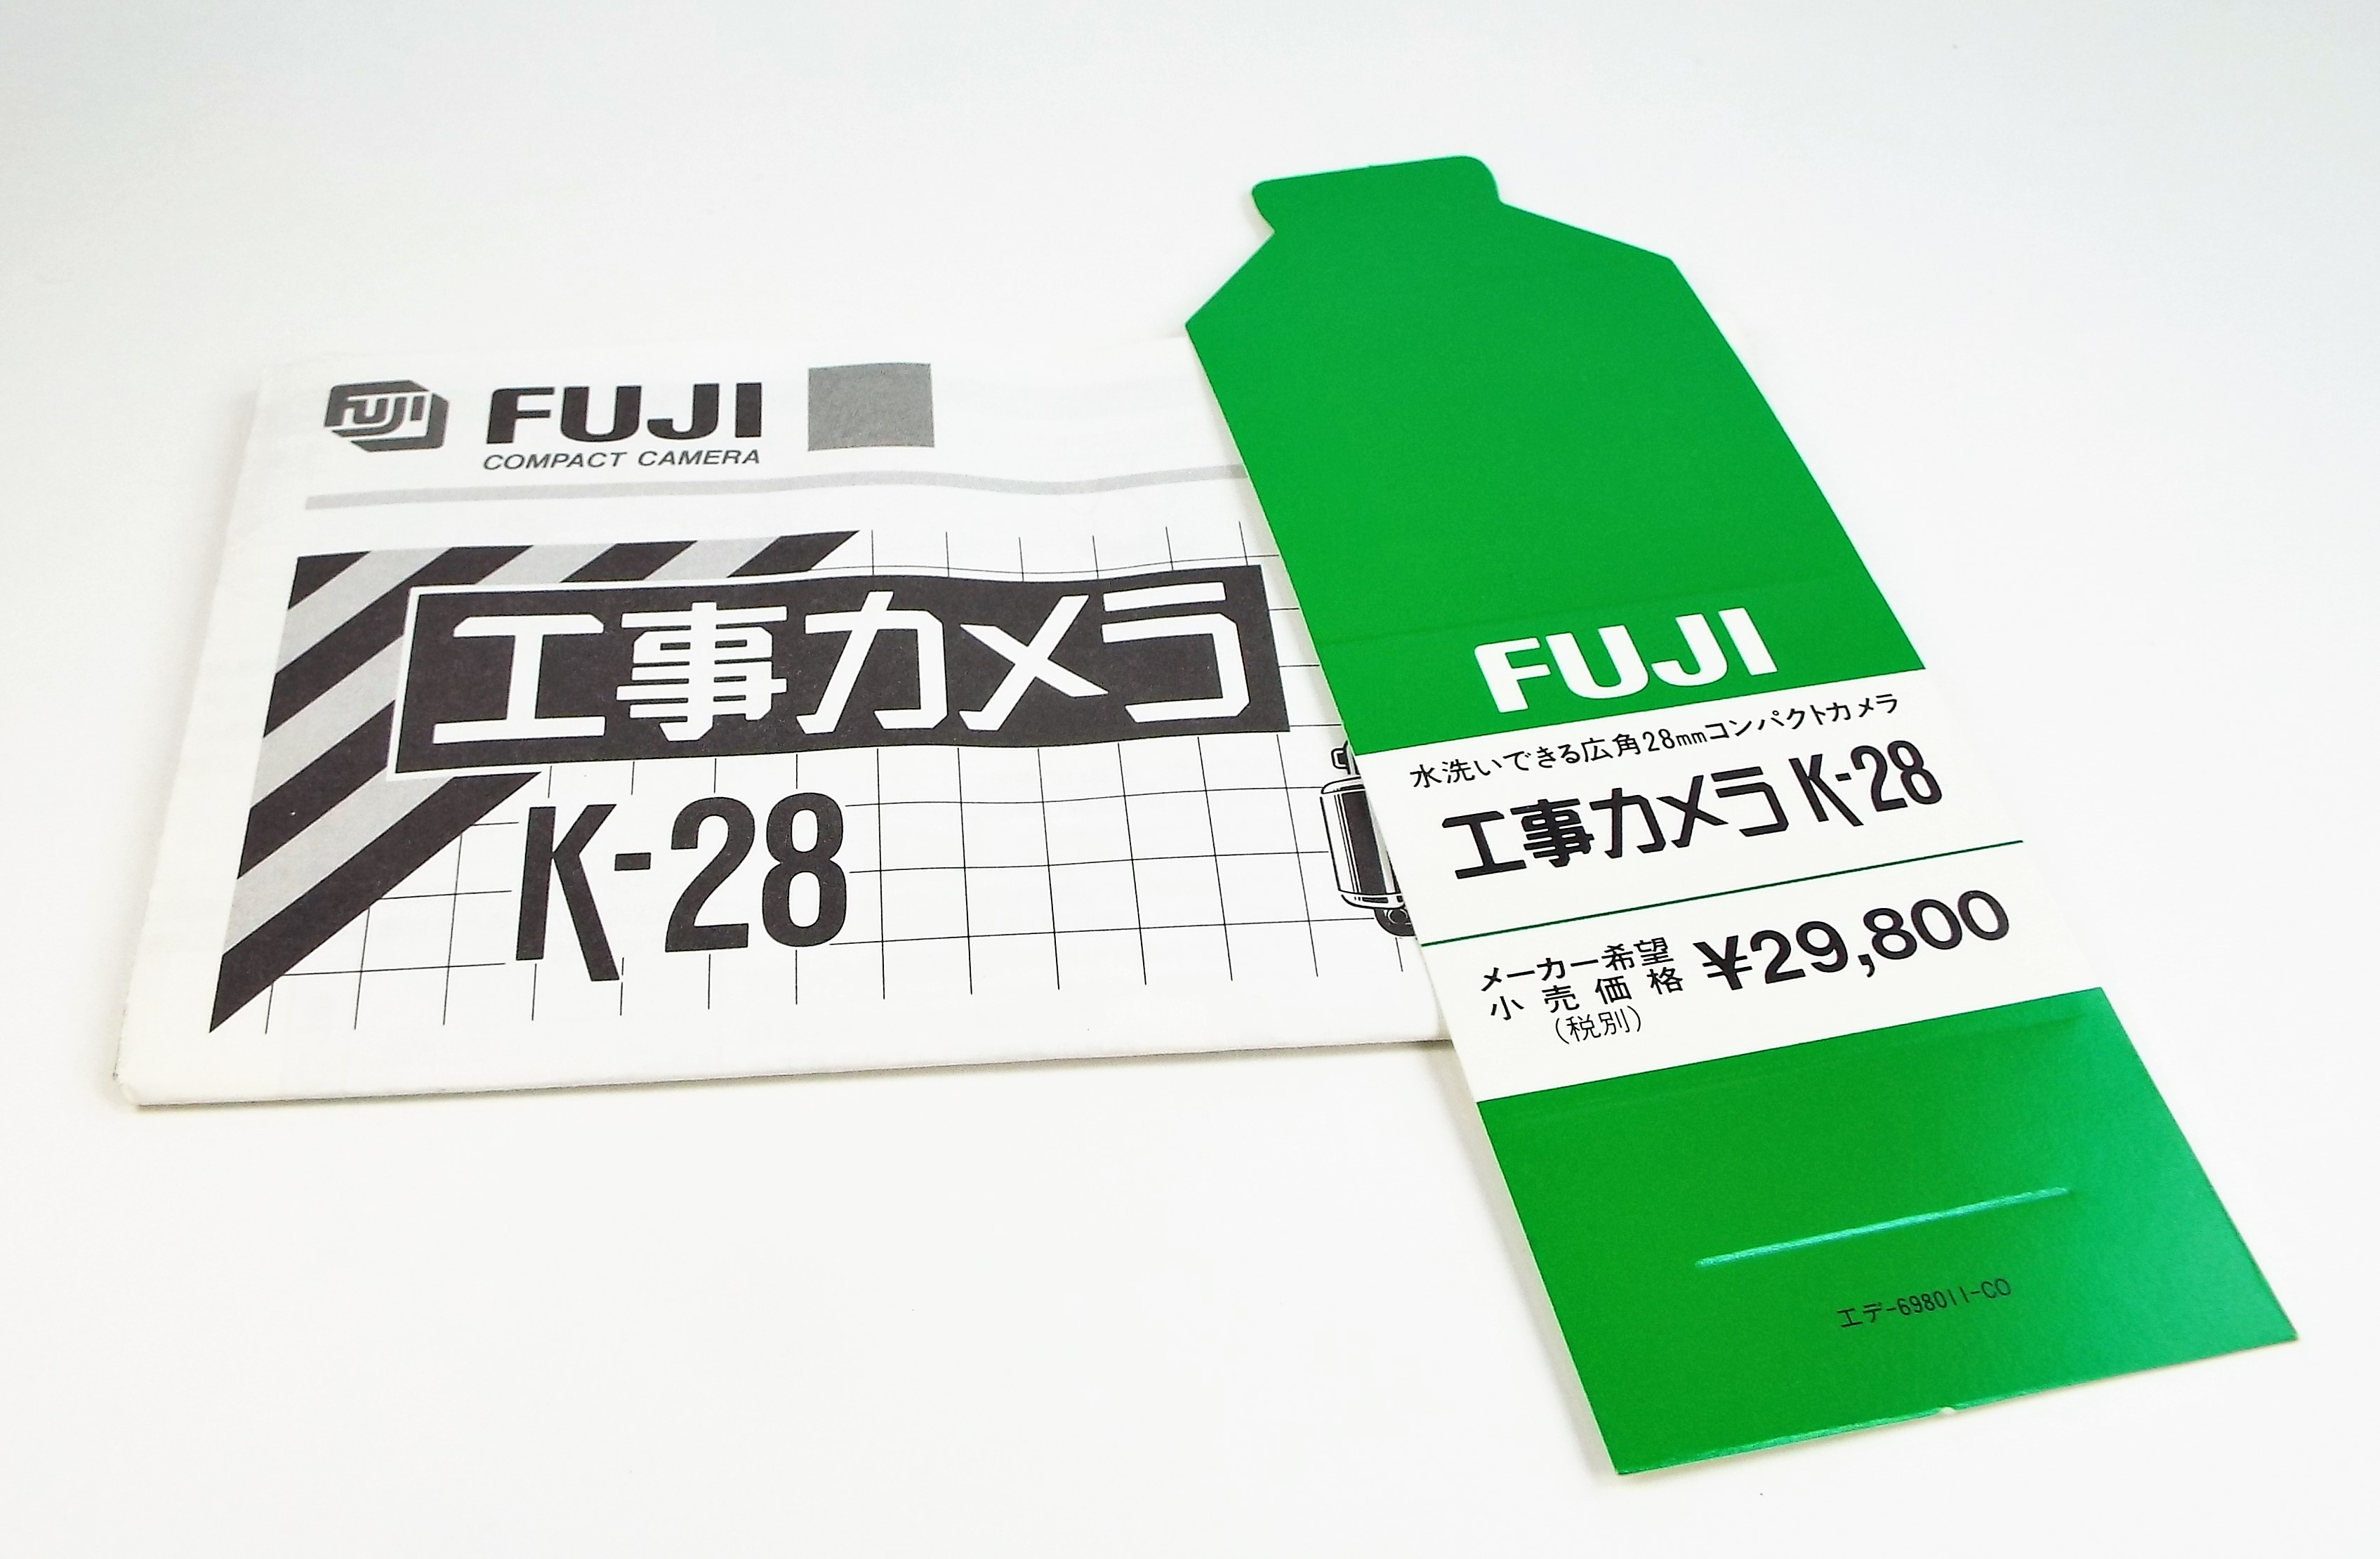 FUJI
FUJI
COMPACT CAMERA
工事カメラ
K-28
FUJI
水洗いできる広角28mmコンパクトカメラ
工事カメラ K-28
メーカー希望
小売価格
(税別)
¥29,800
エデ-698011-CO